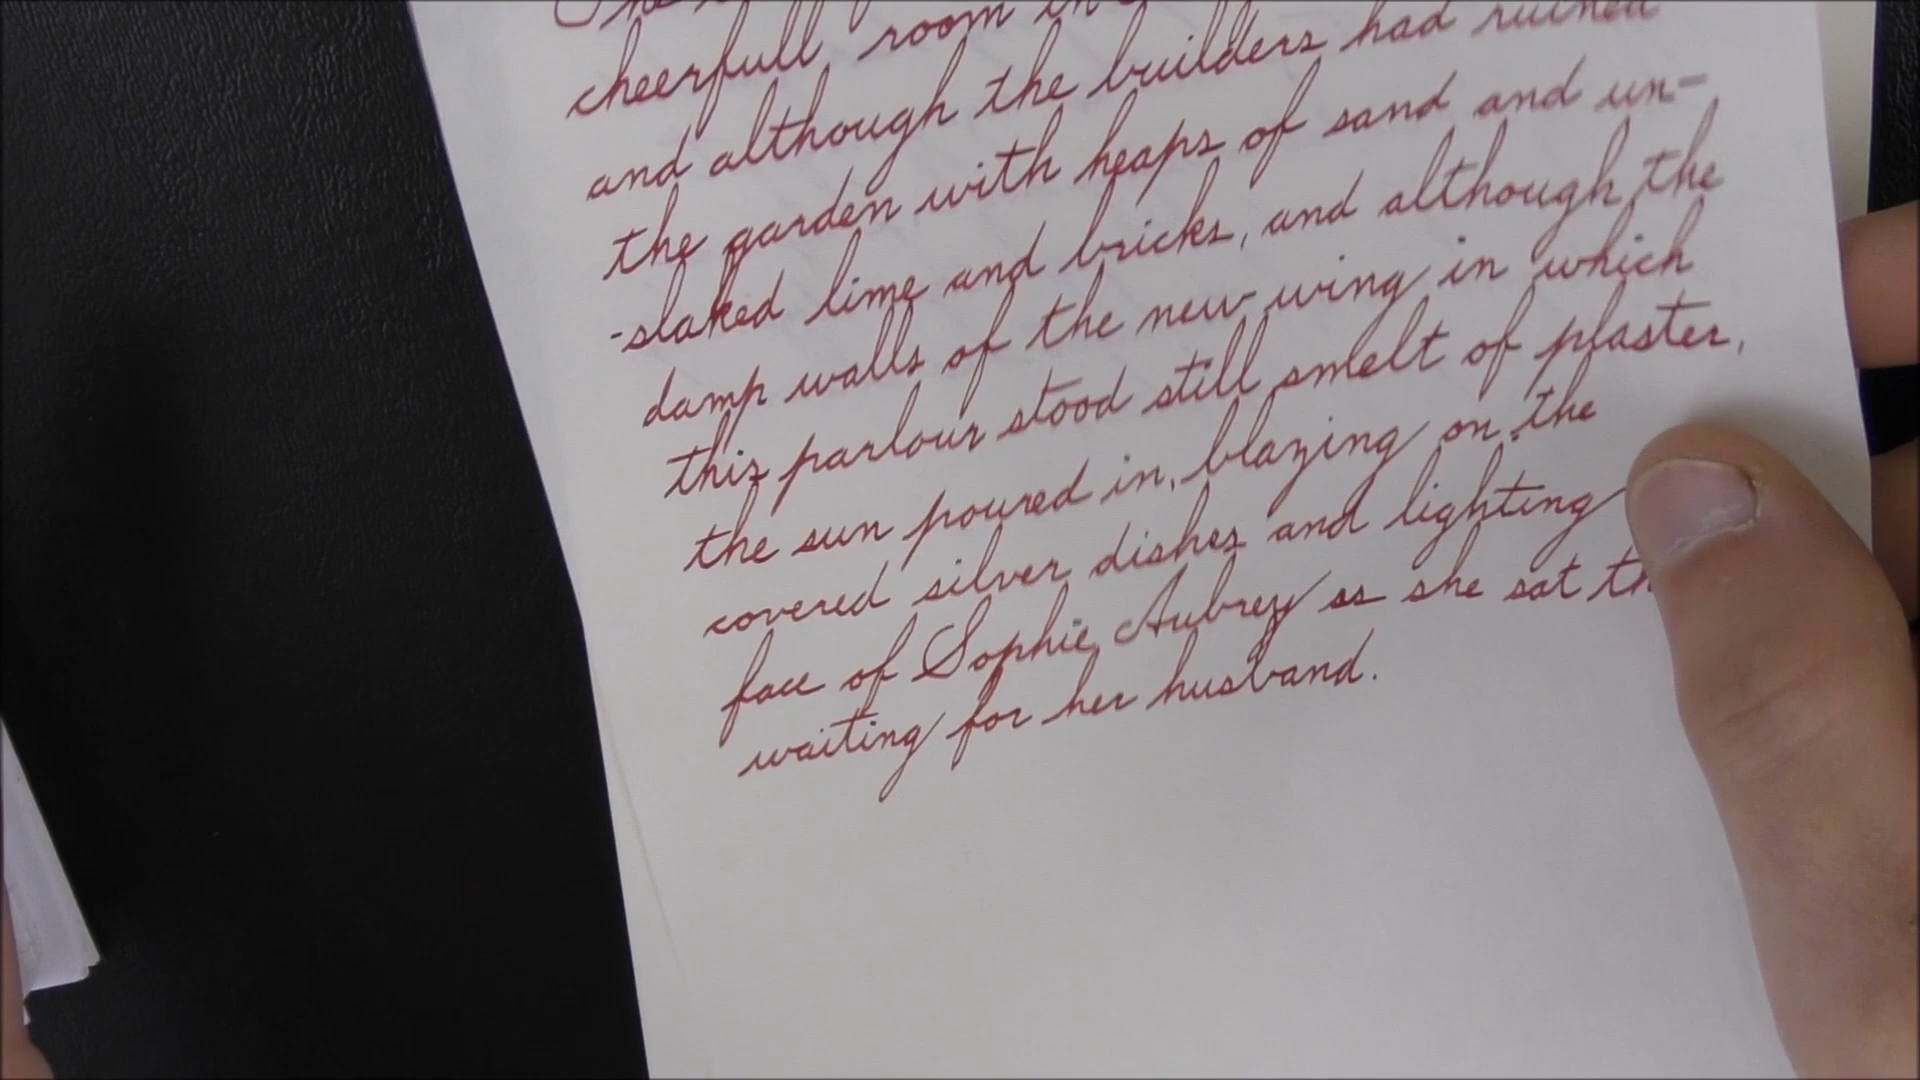 The
cheerfull room in
and although the builders had ruined
the garden with heaps of sand and un-
-slaked lime and bricks, and although the
damp walls of the new wing in which
this parlour stood still smelt of plaster,
the sun poured in, blazing on the
covered silver dishes and lighting
face of Sophie Aubrey as she sat th
waiting for her husband.